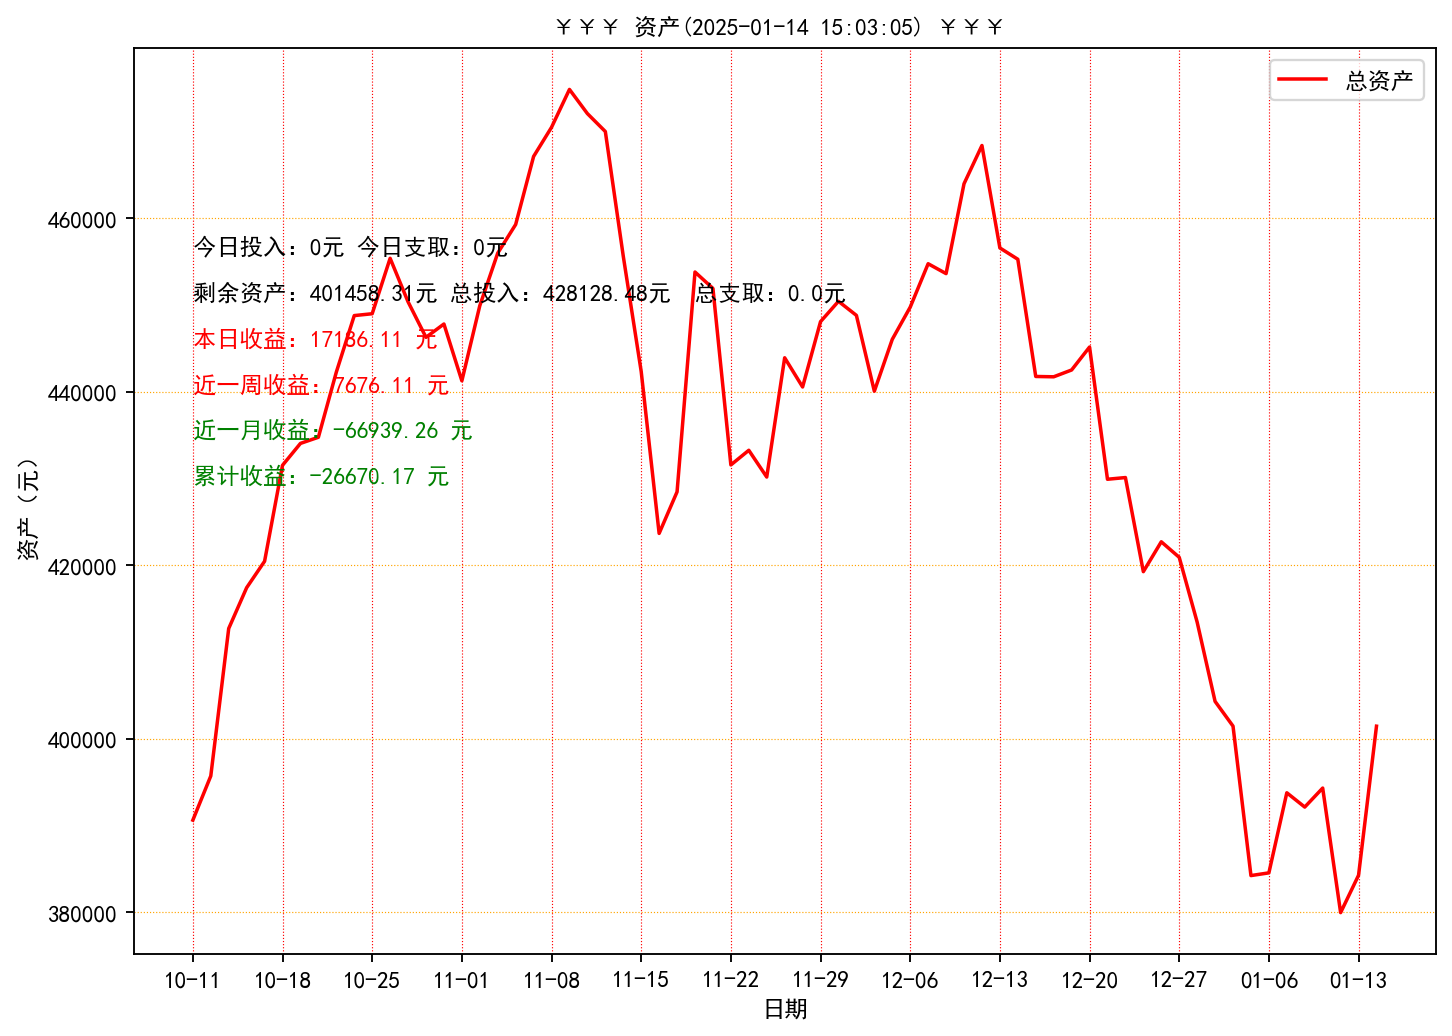 ￥￥￥ 资产(2025-01-14 15:03:05) ￥￥￥
总资产
460000
440000
420000
400000
380000
资产（元）
今日投入：0元 今日支取：0元
剩余资产：401458.31元 总投入：428128.48元  总支取：0.0元
本日收益：17186.11 元
近一周收益：7676.11 元
近一月收益：-66939.26 元
累计收益：-26670.17 元
10-11 10-18 10-25 11-01 11-08 11-15 11-22 11-29 12-06 12-13 12-20 12-27 01-06 01-13
日期